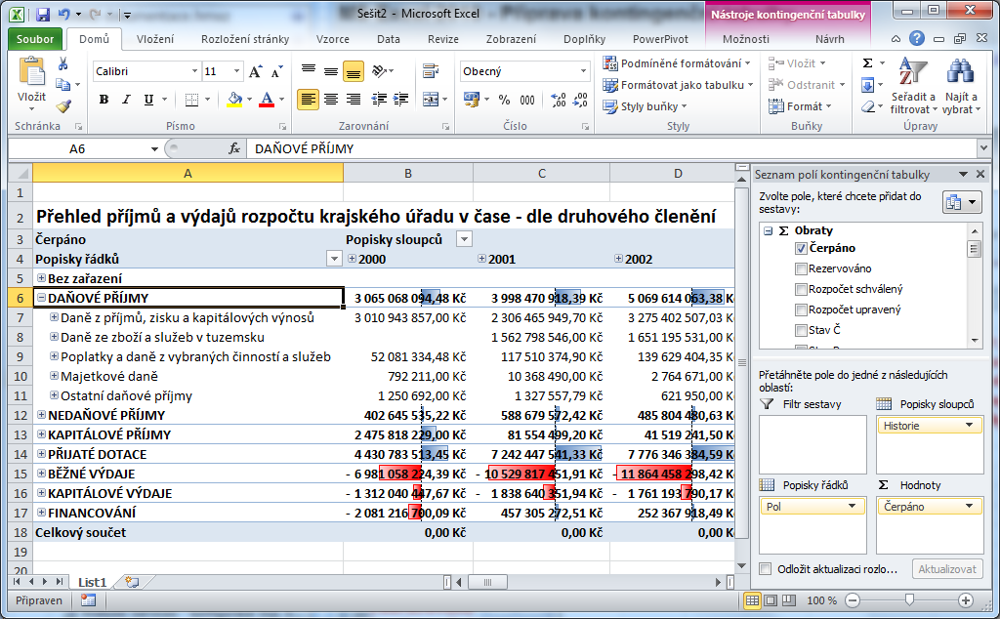 Sešit2 - Microsoft Excel
Nástroje kontingenční tabulky
Soubor Domů Vložení Rozložení stránky Vzorce Data Revize Zobrazení Doplňky PowerPivot Možnosti Návrh
Vložit
Schránka
Calibri 11
B I U
Písmo
Zarovnání
Obecný
% 000
Číslo
Podmíněné formátování
Formátovat jako tabulku
Styly buňky
Styly
Vložit
Odstranit
Formát
Buňky
Seřadit a filtrovat
Najít a vybrat
Úpravy
A6 fx DAŇOVÉ PŘÍJMY
A B C D
1
2 Přehled příjmů a výdajů rozpočtu krajského úřadu v čase - dle druhového členění
3 Čerpáno Popisky sloupců
4 Popisky řádků 2000 2001 2002
5 Bez zařazení
6 DAŇOVÉ PŘÍJMY 3 065 068 094,48 Kč 3 998 470 918,39 Kč 5 069 614 063,38 K
7 Daně z příjmů, zisku a kapitálových výnosů 3 010 943 857,00 Kč 2 306 465 949,70 Kč 3 275 402 507,03 K
8 Daně ze zboží a služeb v tuzemsku 1 562 798 546,00 Kč 1 651 195 531,00 K
9 Poplatky a daně z vybraných činností a služeb 52 081 334,48 Kč 117 510 374,90 Kč 139 629 404,35 K
10 Majetkové daně 792 211,00 Kč 10 368 490,00 Kč 2 764 671,00 K
11 Ostatní daňové příjmy 1 250 692,00 Kč 1 327 557,79 Kč 621 950,00 K
12 NEDAŇOVÉ PŘÍJMY 402 645 535,22 Kč 588 679 572,42 Kč 485 804 480,63 K
13 KAPITÁLOVÉ PŘÍJMY 2 475 818 229,00 Kč 81 554 499,20 Kč 41 519 241,50 K
14 PŘIJATÉ DOTACE 4 430 783 513,45 Kč 7 242 447 541,33 Kč 7 776 346 384,59 K
15 BĚŽNÉ VÝDAJE - 6 981 058 224,39 Kč - 10 529 817 451,91 Kč - 11 864 458 298,42 K
16 KAPITÁLOVÉ VÝDAJE - 1 312 040 447,67 Kč - 1 838 640 351,94 Kč - 1 761 193 790,17 K
17 FINANCOVÁNÍ - 2 081 216 700,09 Kč 457 305 272,51 Kč 252 367 918,49 K
18 Celkový součet 0,00 Kč 0,00 Kč 0,00 K
19
20
List1
Připraven
100 %
Seznam polí kontingenční tabulky
Zvolte pole, které chcete přidat do
sestavy:
Σ Obraty
Čerpáno
Rezervováno
Rozpočet schválený
Rozpočet upravený
Stav Č
Přetáhněte pole do jedné z následujících
oblastí:
Filtr sestavy Popisky sloupců
Historie
Popisky řádků Σ Hodnoty
Pol Čerpáno
Odložit aktualizaci rozlo... Aktualizovat